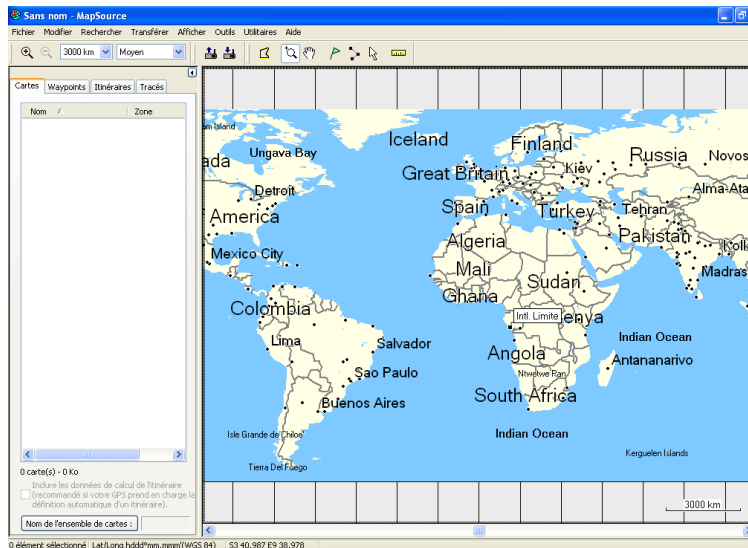 Sans nom - MapSource
Fichier Modifier Rechercher Transférer Afficher Outils Utilitaires Aide
3000 km Moyen
Cartes Waypoints Itinéraires Tracés
Nom Zone
0 carte(s) - 0 Ko
Inclure les données de calcul de l'itinéraire
(recommandé si votre GPS prend en charge la
définition automatique d'un itinéraire).
Nom de l'ensemble de cartes :
Iceland
Finland
Ungava Bay
ada
Great Britain
Kiev
Russia
Novos
Detroit
Alma-Ata
America
Spain
Turkey
Tehran
Mexico City
Algeria
Pakistan
Kolk
Mali
Sudan
Madras
Ghana
Colombia
Intl. Limite
enya
Lima
Salvador
Indian Ocean
Angola
Antananarivo
Sao Paulo
Ntwetwe Pan
South Africa
Buenos Aires
Isle Grande de Chiloe'
Indian Ocean
Kerguelen Islands
Tierra Del Fuego
3000 km
0 élément sélectionné Lat/Long hddd°mm.mmm'(WGS 84) S3 40.987 E9 38.978